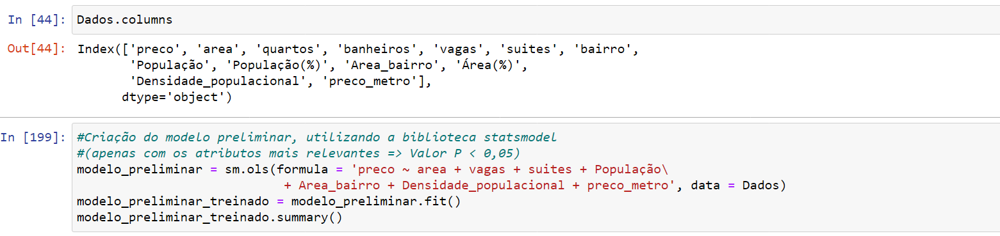 In [44]: Dados.columns
Out[44]: Index(['preco', 'area', 'quartos', 'banheiros', 'vagas', 'suites', 'bairro',
'População', 'População(%)', 'Area_bairro', 'Área(%)',
'Densidade_populacional', 'preco_metro'],
dtype='object')
In [199]: #Criação do modelo preliminar, utilizando a biblioteca statsmodel
#(apenas com os atributos mais relevantes => Valor P < 0,05)
modelo_preliminar = sm.ols(formula = 'preco ~ area + vagas + suites + População\
+ Area_bairro + Densidade_populacional + preco_metro', data = Dados)
modelo_preliminar_treinado = modelo_preliminar.fit()
modelo_preliminar_treinado.summary()